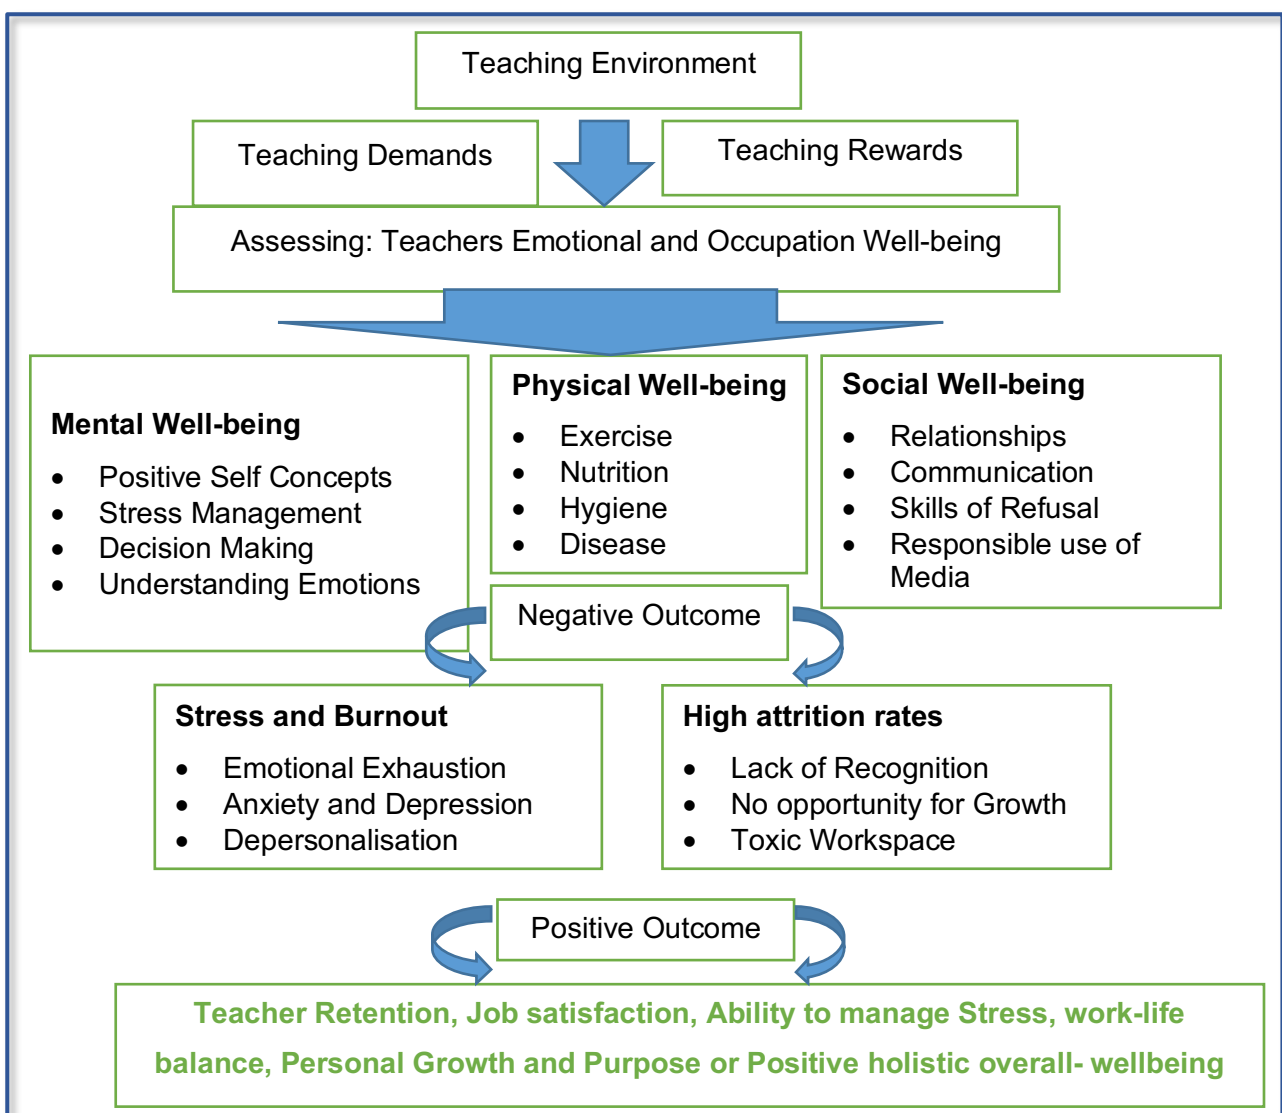 Teaching Environment
Teaching Demands
Teaching Rewards
Assessing: Teachers Emotional and Occupation Well-being
Mental Well-being
• Positive Self Concepts
• Stress Management
• Decision Making
• Understanding Emotions
Physical Well-being
• Exercise
• Nutrition
• Hygiene
• Disease
Social Well-being
• Relationships
• Communication
• Skills of Refusal
• Responsible use of
Media
Negative Outcome
Stress and Burnout
• Emotional Exhaustion
• Anxiety and Depression
• Depersonalisation
High attrition rates
• Lack of Recognition
• No opportunity for Growth
• Toxic Workspace
Positive Outcome
Teacher Retention, Job satisfaction, Ability to manage Stress, work-life
balance, Personal Growth and Purpose or Positive holistic overall- wellbeing